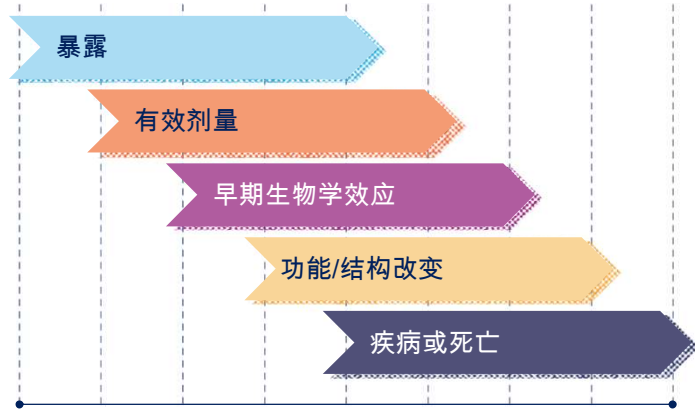 暴露
有效剂量
早期生物学效应
功能/结构改变
疾病或死亡